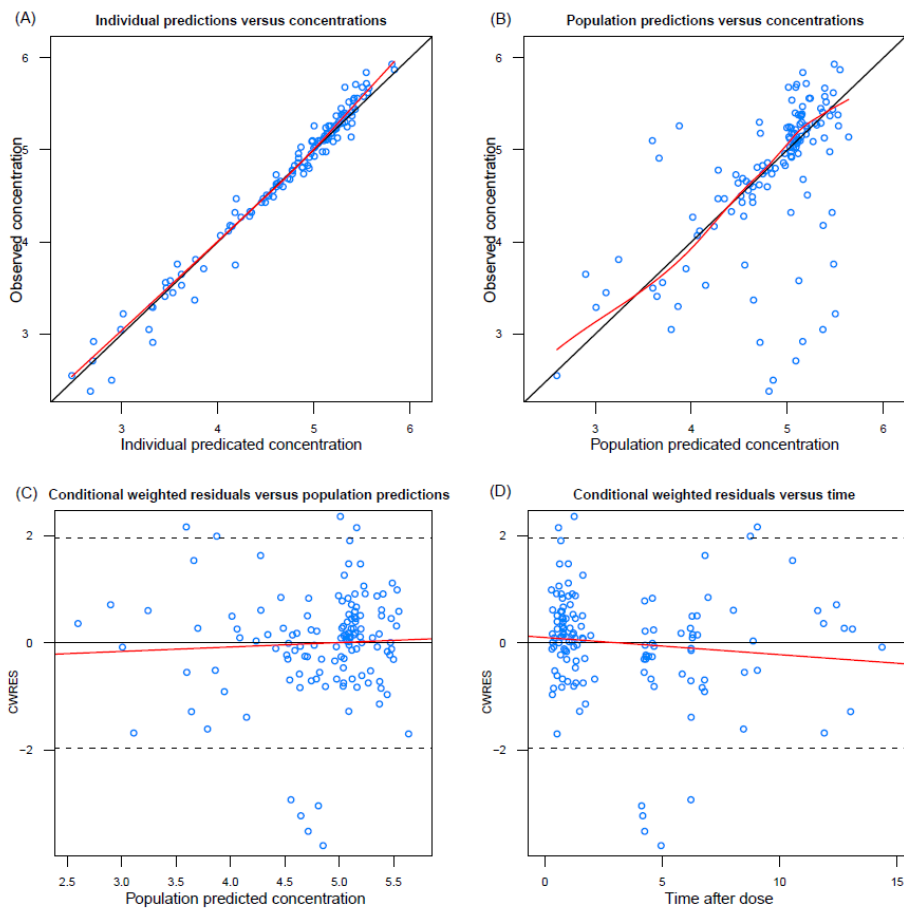 (A) Individual predictions versus concentrations
6
5
4
3
Observed concentration
3 4 5 6
Individual predicated concentration
(B) Population predictions versus concentrations
6
5
4
3
Observed concentration
3 4 5 6
Population predicated concentration
(C) Conditional weighted residuals versus population predictions
2
0
−2
CWRES
2.5 3.0 3.5 4.0 4.5 5.0 5.5
Population predicted concentration
(D) Conditional weighted residuals versus time
2
0
−2
CWRES
0 5 10 15
Time after dose